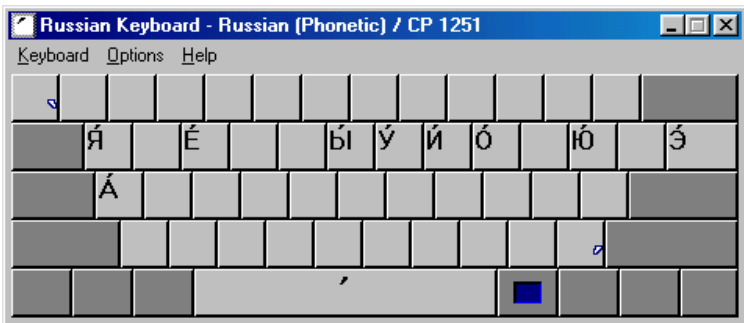 Russian Keyboard - Russian (Phonetic) / CP 1251
Keyboard Options Help
Я́ Е́ Ы́ У́ И́ О́ Ю́ Э́
А́